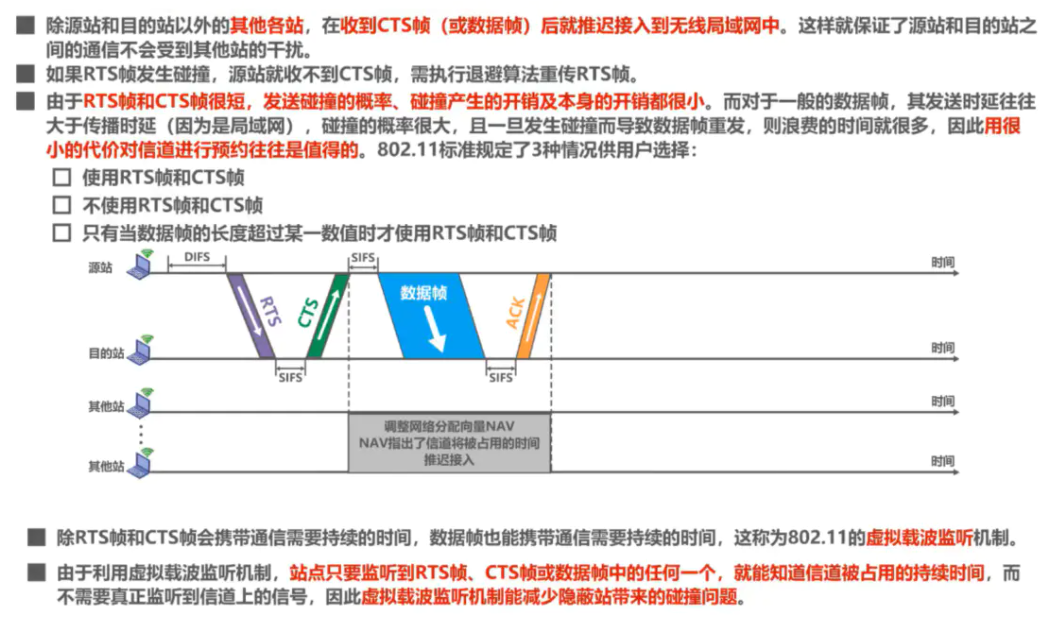 除源站和目的站以外的其他各站，在收到CTS帧（或数据帧）后就推迟接入到无线局域网中。这样就保证了源站和目的站之
间的通信不会受到其他站的干扰。
如果RTS帧发生碰撞，源站就收不到CTS帧，需执行退避算法重传RTS帧。
由于RTS帧和CTS帧很短，发送碰撞的概率、碰撞产生的开销及本身的开销都很小。而对于一般的数据帧，其发送时延往往
大于传播时延（因为是局域网），碰撞的概率很大，且一旦发生碰撞而导致数据帧重发，则浪费的时间就很多，因此用很
小的代价对信道进行预约往往是值得的。802.11标准规定了3种情况供用户选择：
使用RTS帧和CTS帧
不使用RTS帧和CTS帧
只有当数据帧的长度超过某一数值时才使用RTS帧和CTS帧
DIFS
SIFS
源站
时间
RTS
CTS
数据帧
ACK
目的站
时间
SIFS
SIFS
其他站
时间
调整网络分配向量NAV
NAV指出了信道将被占用的时间
推迟接入
其他站
时间
除RTS帧和CTS帧会携带通信需要持续的时间，数据帧也能携带通信需要持续的时间，这称为802.11的虚拟载波监听机制。
由于利用虚拟载波监听机制，站点只要监听到RTS帧、CTS帧或数据帧中的任何一个，就能知道信道被占用的持续时间，而
不需要真正监听到信道上的信号，因此虚拟载波监听机制能减少隐蔽站带来的碰撞问题。